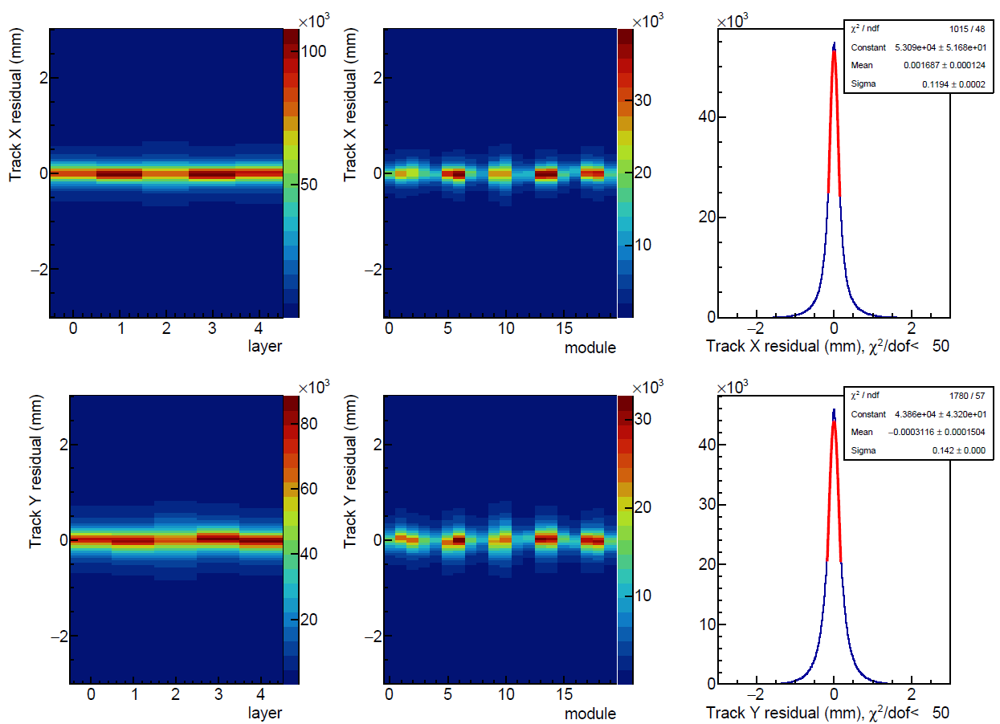 ×10³
Track X residual (mm)
2
0
−2
100
50
0 1 2 3 4
layer
×10³
Track X residual (mm)
2
0
−2
30
20
10
0 5 10 15
module
×10³
40
20
0
−2 0 2
Track X residual (mm), χ²/dof< 50
χ² / ndf 1015 / 48
Constant 5.309e+04 ± 5.168e+01
Mean 0.001687 ± 0.000124
Sigma 0.1194 ± 0.0002
×10³
Track Y residual (mm)
2
0
−2
80
60
40
20
0 1 2 3 4
layer
×10³
Track Y residual (mm)
2
0
−2
30
20
10
0 5 10 15
module
×10³
40
30
20
10
0
−2 0 2
Track Y residual (mm), χ²/dof< 50
χ² / ndf 1780 / 57
Constant 4.386e+04 ± 4.320e+01
Mean −0.0003116 ± 0.0001504
Sigma 0.142 ± 0.000